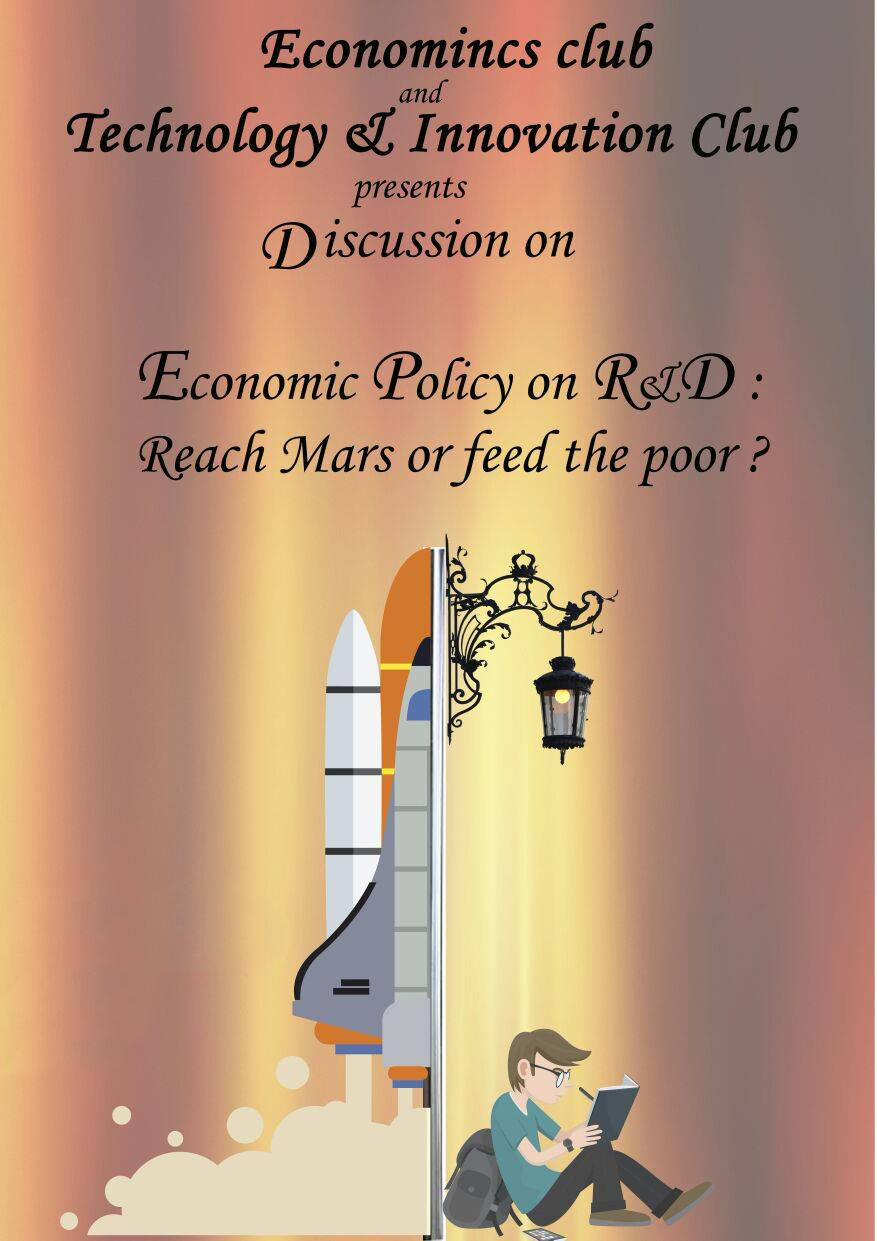 Economincs club
and
Technology & Innovation Club
presents
Discussion on
Economic Policy on R&D :
Reach Mars or feed the poor ?